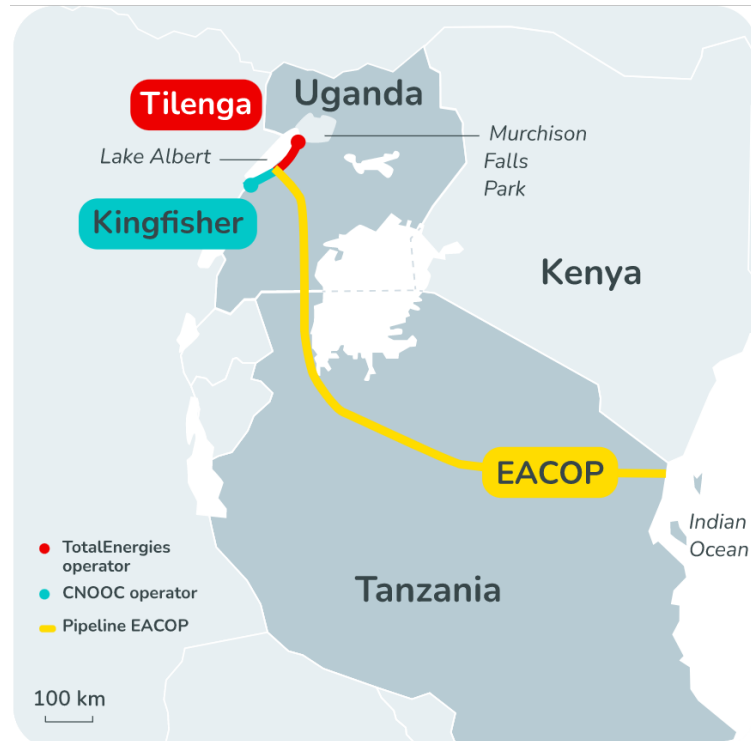 Uganda
Tilenga
Lake Albert
Murchison
Falls
Park
Kingfisher
Kenya
EACOP
Indian
Ocean
Tanzania
TotalEnergies
operator
CNOOC operator
Pipeline EACOP
100 km